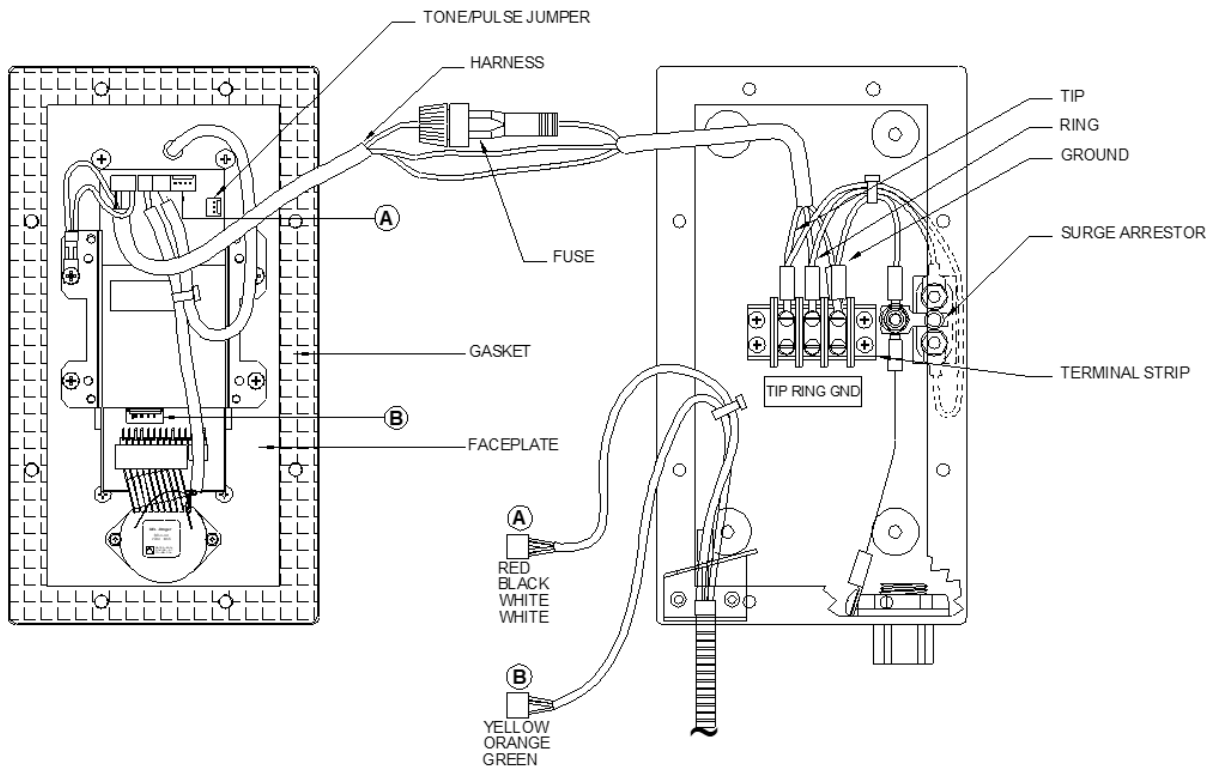 TONE/PULSE JUMPER
HARNESS
TIP
RING
GROUND
A
SURGE ARRESTOR
FUSE
GASKET
TERMINAL STRIP
TIP RING GND
B
FACEPLATE
A
RED
BLACK
WHITE
WHITE
B
YELLOW
ORANGE
GREEN